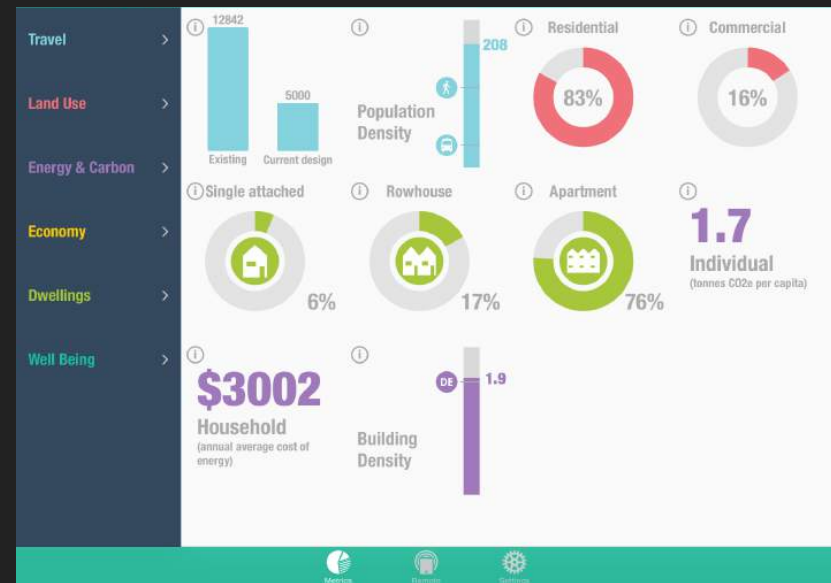 Travel
Land Use
Energy & Carbon
Economy
Dwellings
Well Being
12842
5000
Existing
Current design
208
Population
Density
Residential
83%
Commercial
16%
Single attached
6%
Rowhouse
17%
Apartment
76%
1.7
Individual
(tonnes CO2e per capita)
$3002
Household
(annual average cost of
energy)
DE
1.9
Building
Density
Metrics
Remote
Settings